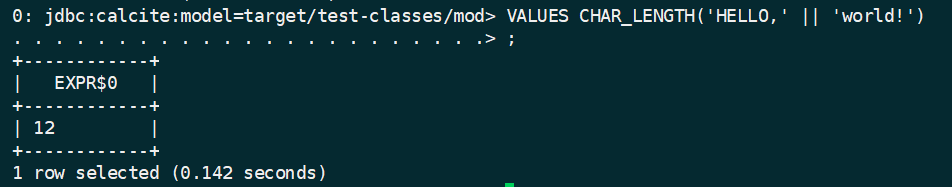 0: jdbc:calcite:model=target/test-classes/mod> VALUES CHAR_LENGTH('HELLO,' || 'world!')
. . . . . . . . . . . . . . . . . . . . . . .> ;
+------------+
|   EXPR$0   |
+------------+
| 12         |
+------------+
1 row selected (0.142 seconds)